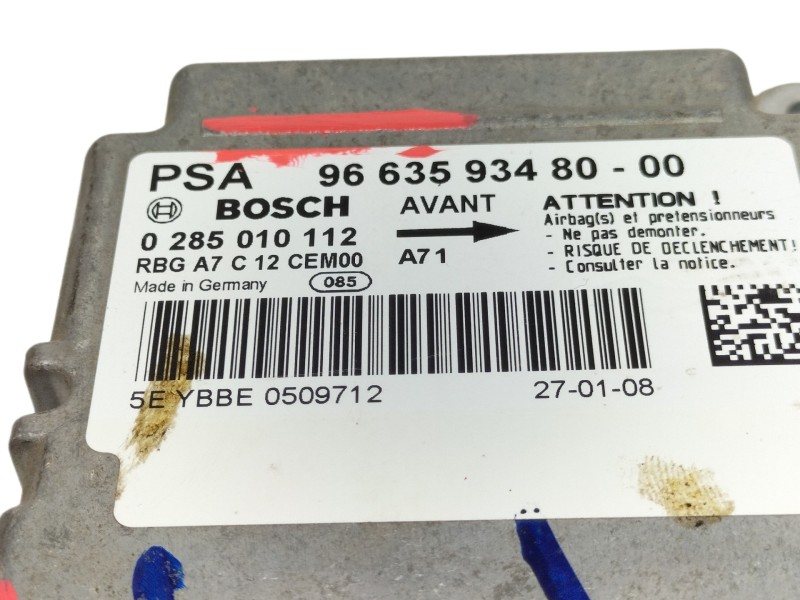 PSA 96 635 934 80 - 00
BOSCH AVANT ATTENTION !
Airbag(s) et pretensionneurs
0 285 010 112 - Ne pas demonter.
RBG A7 C 12 CEM00 A71 - RISQUE DE DECLENCHEMENT!
- Consulter la notice.
Made in Germany 085
5E YBBE 0509712 27-01-08